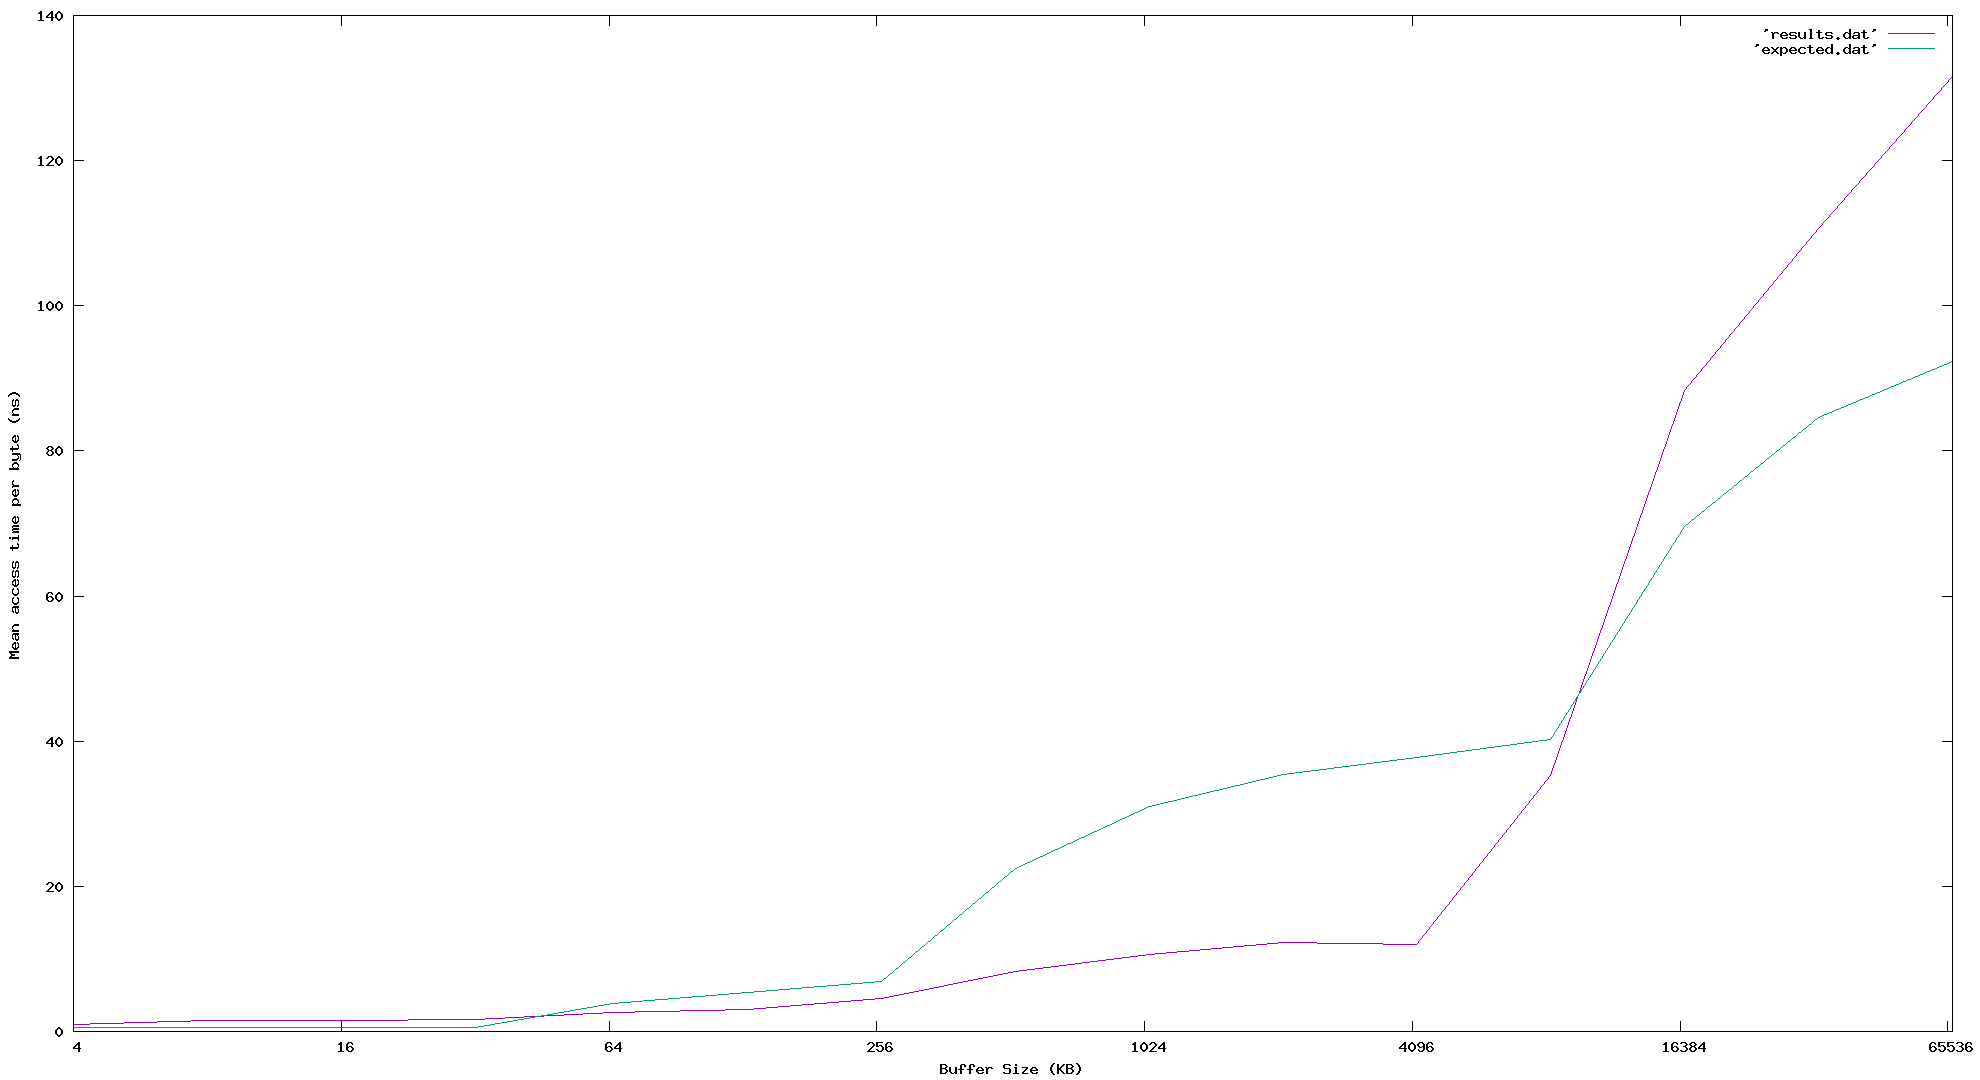 140
'results.dat'
'expected.dat'
120
100
80
60
40
20
0
Mean access time per byte (ns)
4 16 64 256 1024 4096 16384 65536
Buffer Size (KB)